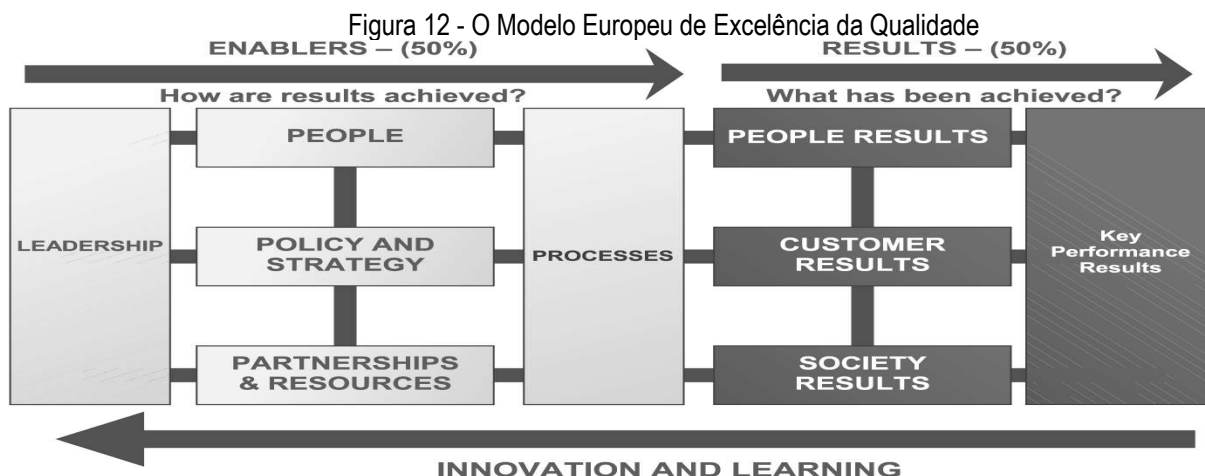 Figura 12 - O Modelo Europeu de Excelência da Qualidade
ENABLERS – (50%)
RESULTS – (50%)
How are results achieved?
What has been achieved?
LEADERSHIP
PEOPLE
POLICY AND
STRATEGY
PARTNERSHIPS
& RESOURCES
PROCESSES
PEOPLE RESULTS
CUSTOMER
RESULTS
SOCIETY
RESULTS
Key
Performance
Results
INNOVATION AND LEARNING